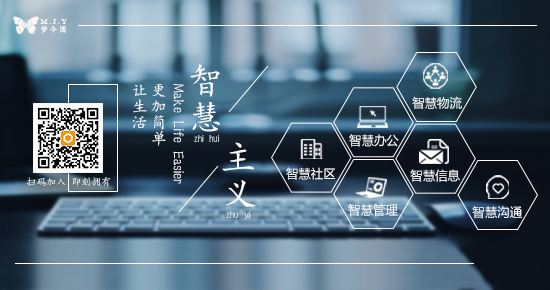 M.J.Y
梦今圆
智慧
zhi hui
主义
zhu yi
Make Life Easier
更加简单
让生活
扫码加入 即刻拥有
智慧物流
智慧办公
智慧社区
智慧信息
智慧管理
智慧沟通